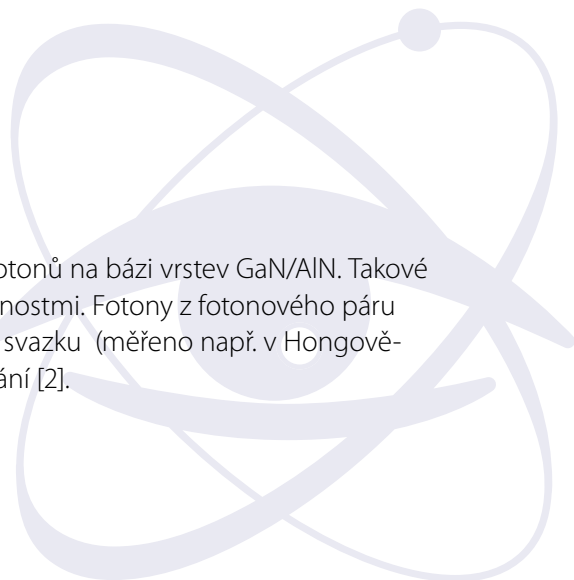 otonů na bázi vrstev GaN/AlN. Takové
nostmi. Fotony z fotonového páru
svazku (měřeno např. v Hongově-
ání [2].